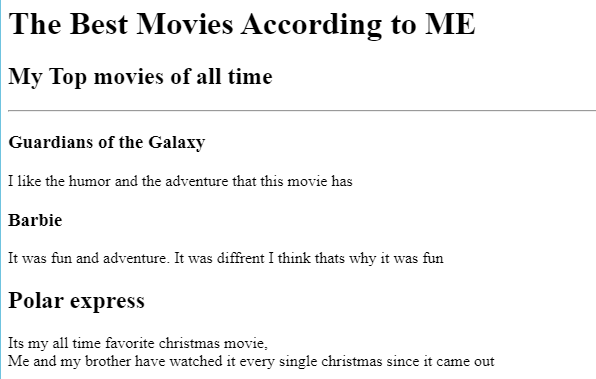 The Best Movies According to ME
My Top movies of all time
Guardians of the Galaxy
I like the humor and the adventure that this movie has
Barbie
It was fun and adventure. It was diffrent I think thats why it was fun
Polar express
Its my all time favorite christmas movie,
Me and my brother have watched it every single christmas since it came out